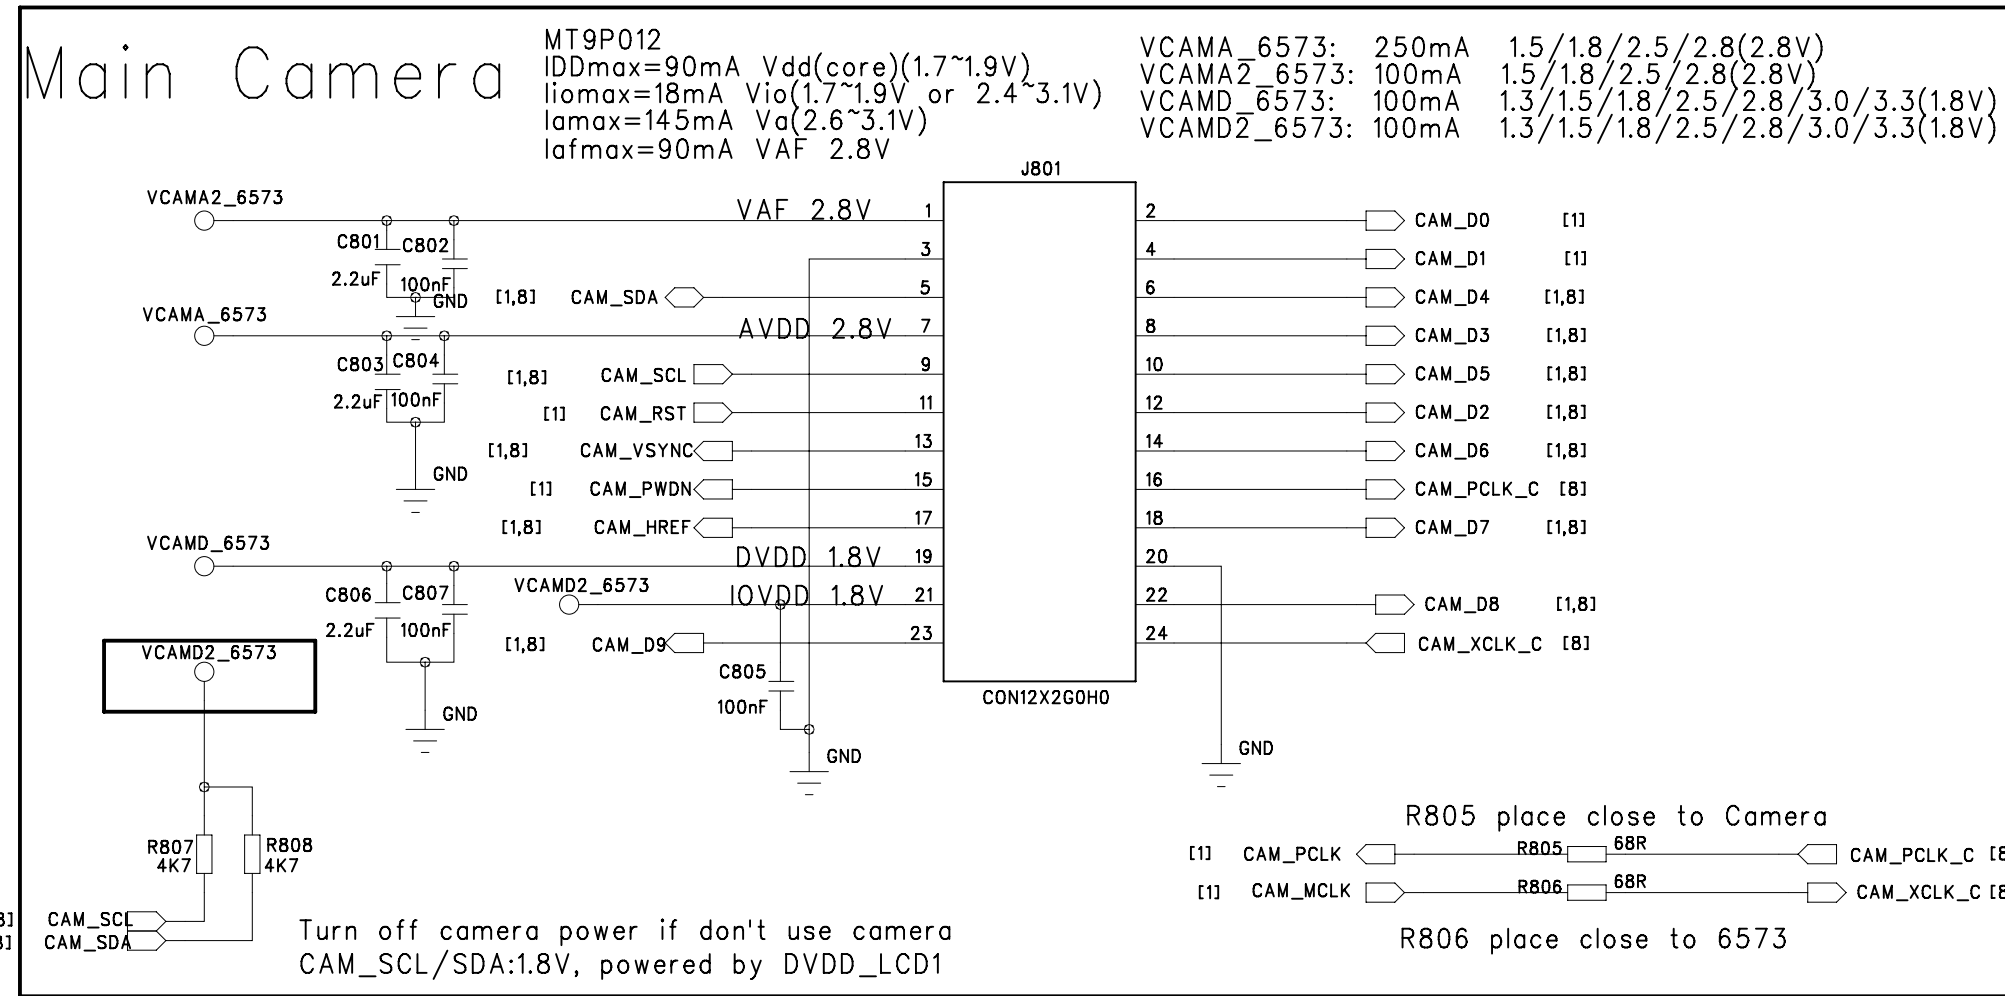 Main Camera
MT9P012
IDDmax=90mA Vdd(core)(1.7~1.9V)
Iiomax=18mA Vio(1.7~1.9V or 2.4~3.1V)
Iamax=145mA Va(2.6~3.1V)
Iafmax=90mA VAF 2.8V
VCAMA_6573: 250mA 1.5/1.8/2.5/2.8(2.8V)
VCAMA2_6573: 100mA 1.5/1.8/2.5/2.8(2.8V)
VCAMD_6573: 100mA 1.3/1.5/1.8/2.5/2.8/3.0/3.3(1.8V)
VCAMD2_6573: 100mA 1.3/1.5/1.8/2.5/2.8/3.0/3.3(1.8V)
J801
VCAMA2_6573
VAF 2.8V 1
2 CAM_D0 [1]
C801 C802
2.2uF 100nF
GND
3
4 CAM_D1 [1]
[1,8] CAM_SDA 5
6 CAM_D4 [1,8]
VCAMA_6573
AVDD 2.8V 7
8 CAM_D3 [1,8]
C803 C804
2.2uF 100nF
GND
[1,8] CAM_SCL 9
10 CAM_D5 [1,8]
[1] CAM_RST 11
12 CAM_D2 [1,8]
[1,8] CAM_VSYNC 13
14 CAM_D6 [1,8]
[1] CAM_PWDN 15
16 CAM_PCLK_C [8]
[1,8] CAM_HREF 17
18 CAM_D7 [1,8]
VCAMD_6573
DVDD 1.8V 19
20
C806 C807
2.2uF 100nF
GND
VCAMD2_6573
IOVDD 1.8V 21
22 CAM_D8 [1,8]
[1,8] CAM_D9 23
24 CAM_XCLK_C [8]
C805
100nF
GND
CON12X2G0H0
GND
VCAMD2_6573
R807
4K7
R808
4K7
8] CAM_SCL
8] CAM_SDA
Turn off camera power if don't use camera
CAM_SCL/SDA:1.8V, powered by DVDD_LCD1
R805 place close to Camera
[1] CAM_PCLK R805 68R CAM_PCLK_C [8
[1] CAM_MCLK R806 68R CAM_XCLK_C [8
R806 place close to 6573